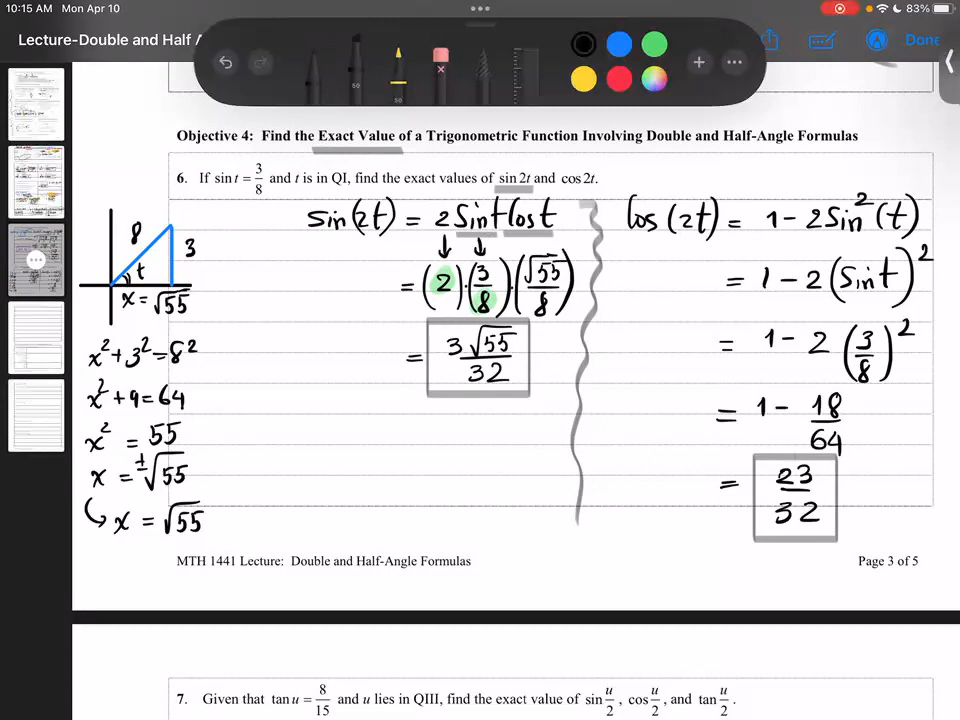 10:15 AM Mon Apr 10
83%
Lecture-Double and Half A
Done
50
50
Objective 4: Find the Exact Value of a Trigonometric Function Involving Double and Half-Angle Formulas
6. If sin t = 3/8 and t is in QI, find the exact values of sin 2t and cos 2t.
8
3
t
x = √55
x² + 3² = 8²
x² + 9 = 64
x² = 55
x = ±√55
x = √55
Sin(2t) = 2 Sint Cost
= (2)·(3/8)·(√55/8)
= 3√55/32
Cos(2t) = 1 - 2Sin²(t)
= 1 - 2(Sint)²
= 1 - 2 (3/8)²
= 1 - 18/64
= 23/32
MTH 1441 Lecture: Double and Half-Angle Formulas
Page 3 of 5
7. Given that tan u = 8/15 and u lies in QIII, find the exact value of sin u/2, cos u/2, and tan u/2.